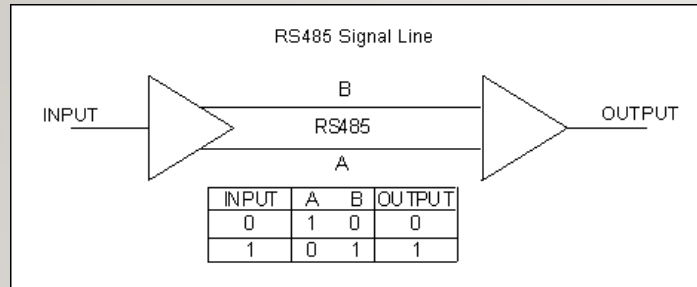 RS485 Signal Line
B
INPUT OUTPUT
RS485
A
INPUT A B OUTPUT
0 1 0 0
1 0 1 1